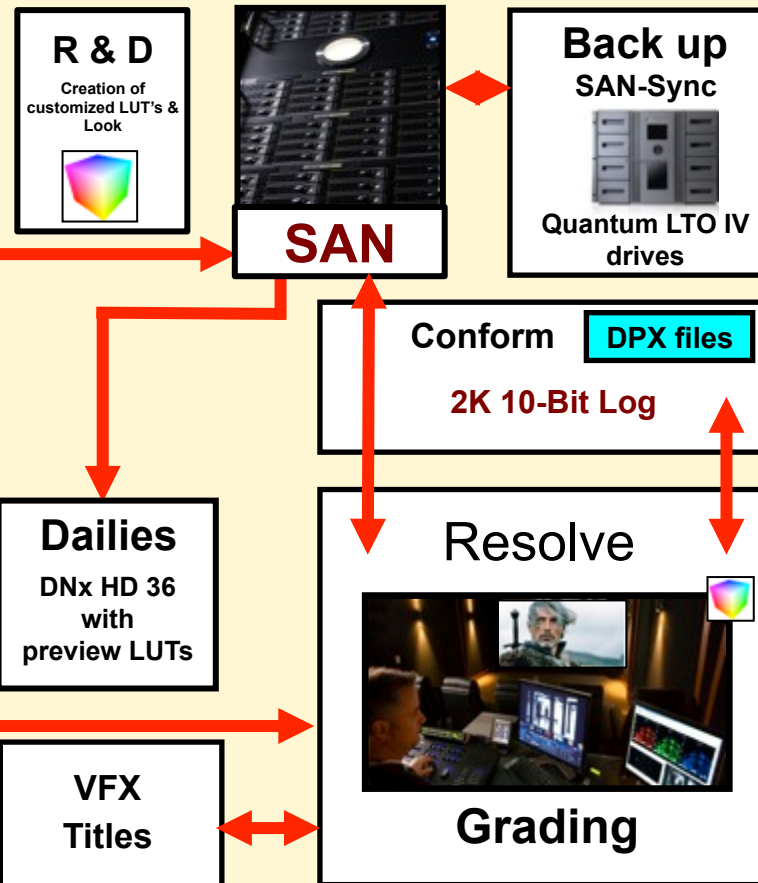 R & D
Creation of
customized LUT's &
Look
SAN
Back up
SAN-Sync
Quantum LTO IV
drives
Conform
DPX files
2K 10-Bit Log
Dailies
DNx HD 36
with
preview LUTs
Resolve
Grading
VFX
Titles